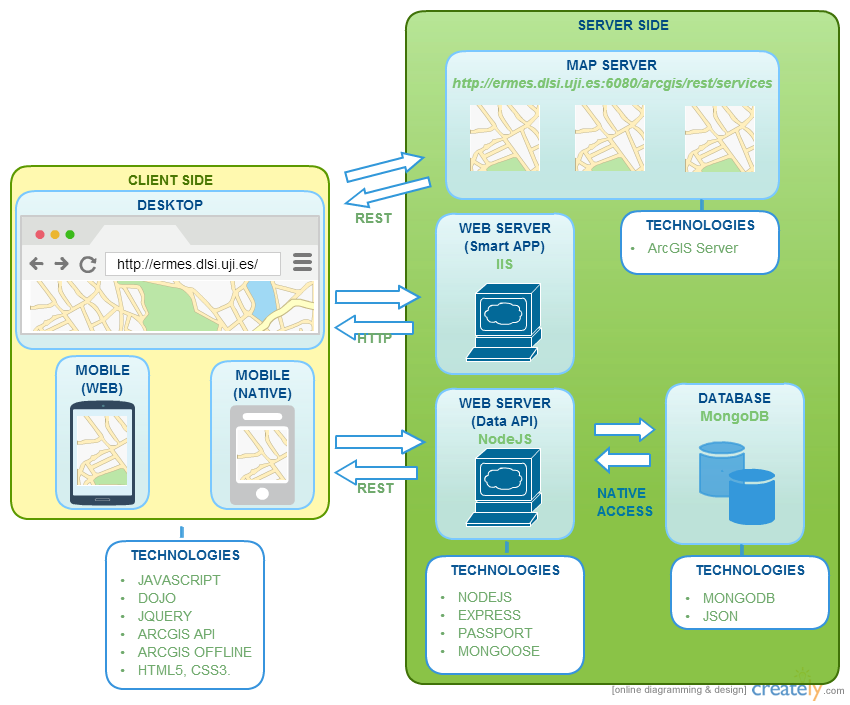 SERVER SIDE
MAP SERVER
http://ermes.dlsi.uji.es:6080/arcgis/rest/services
TECHNOLOGIES
• ArcGIS Server
CLIENT SIDE
DESKTOP
http://ermes.dlsi.uji.es/
MOBILE
(WEB)
MOBILE
(NATIVE)
REST
HTTP
REST
WEB SERVER
(Smart APP)
IIS
WEB SERVER
(Data API)
NodeJS
NATIVE
ACCESS
DATABASE
MongoDB
TECHNOLOGIES
• JAVASCRIPT
• DOJO
• JQUERY
• ARCGIS API
• ARCGIS OFFLINE
• HTML5, CSS3.
TECHNOLOGIES
• NODEJS
• EXPRESS
• PASSPORT
• MONGOOSE
TECHNOLOGIES
• MONGODB
• JSON
[online diagramming & design] creately.com